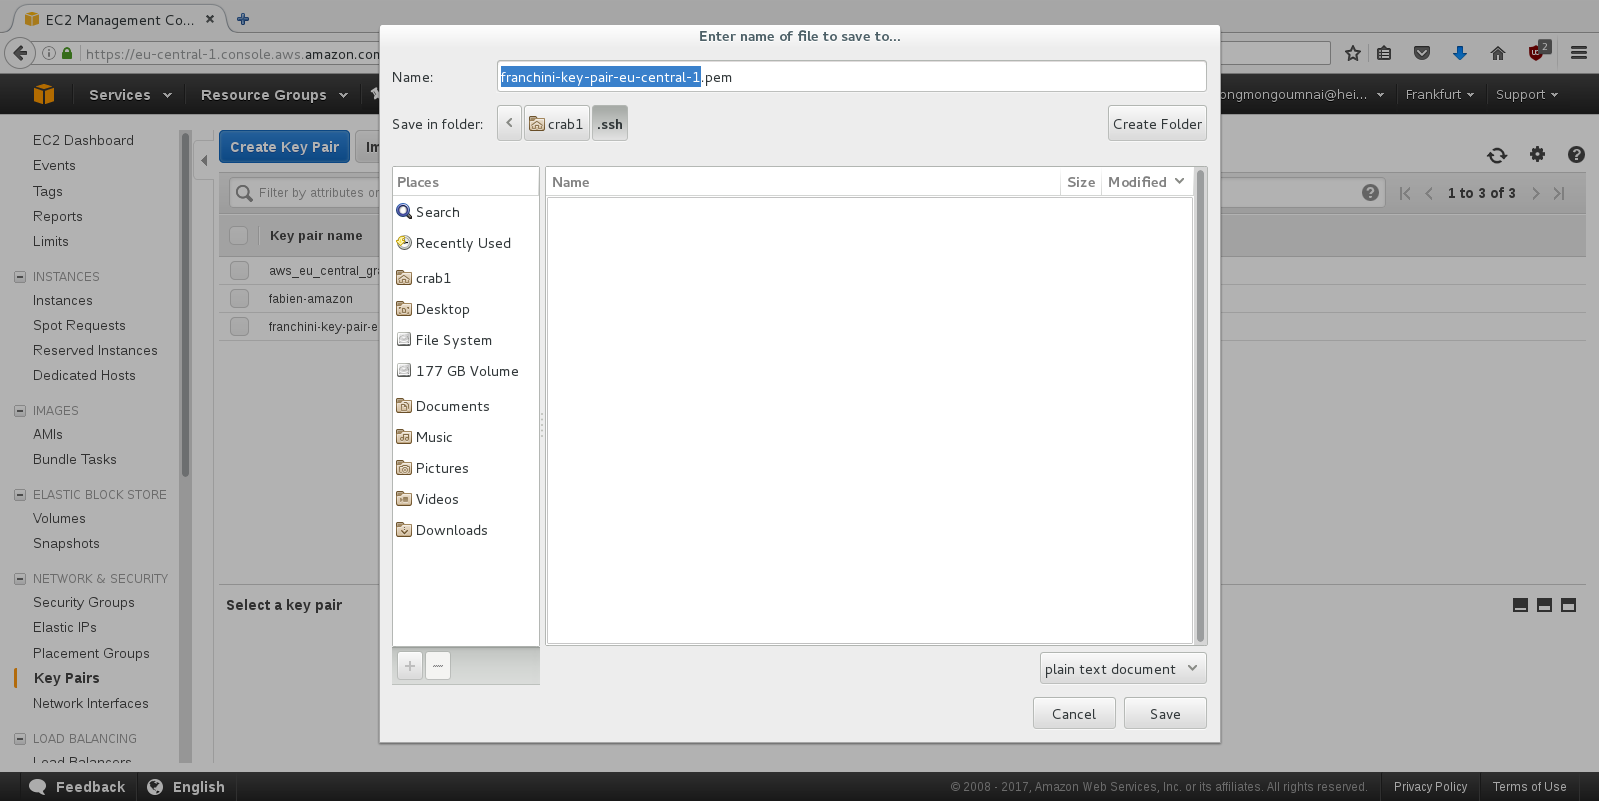 EC2 Management Co...
https://eu-central-1.console.aws.amazon.com
2
Services
Resource Groups
ongmongoumnai@hei...
Frankfurt
Support
Enter name of file to save to...
Name:
franchini-key-pair-eu-central-1.pem
Save in folder:
crab1
.ssh
Create Folder
Places
Search
Recently Used
crab1
Desktop
File System
177 GB Volume
Documents
Music
Pictures
Videos
Downloads
Name
Size
Modified
plain text document
Cancel
Save
EC2 Dashboard
Events
Tags
Reports
Limits
INSTANCES
Instances
Spot Requests
Reserved Instances
Dedicated Hosts
IMAGES
AMIs
Bundle Tasks
ELASTIC BLOCK STORE
Volumes
Snapshots
NETWORK & SECURITY
Security Groups
Elastic IPs
Placement Groups
Key Pairs
Network Interfaces
LOAD BALANCING
Load Balancers
Create Key Pair
Im
Filter by attributes or
1 to 3 of 3
Key pair name
aws_eu_central_gra
fabien-amazon
franchini-key-pair-e
Select a key pair
Feedback
English
© 2008 - 2017, Amazon Web Services, Inc. or its affiliates. All rights reserved.
Privacy Policy
Terms of Use